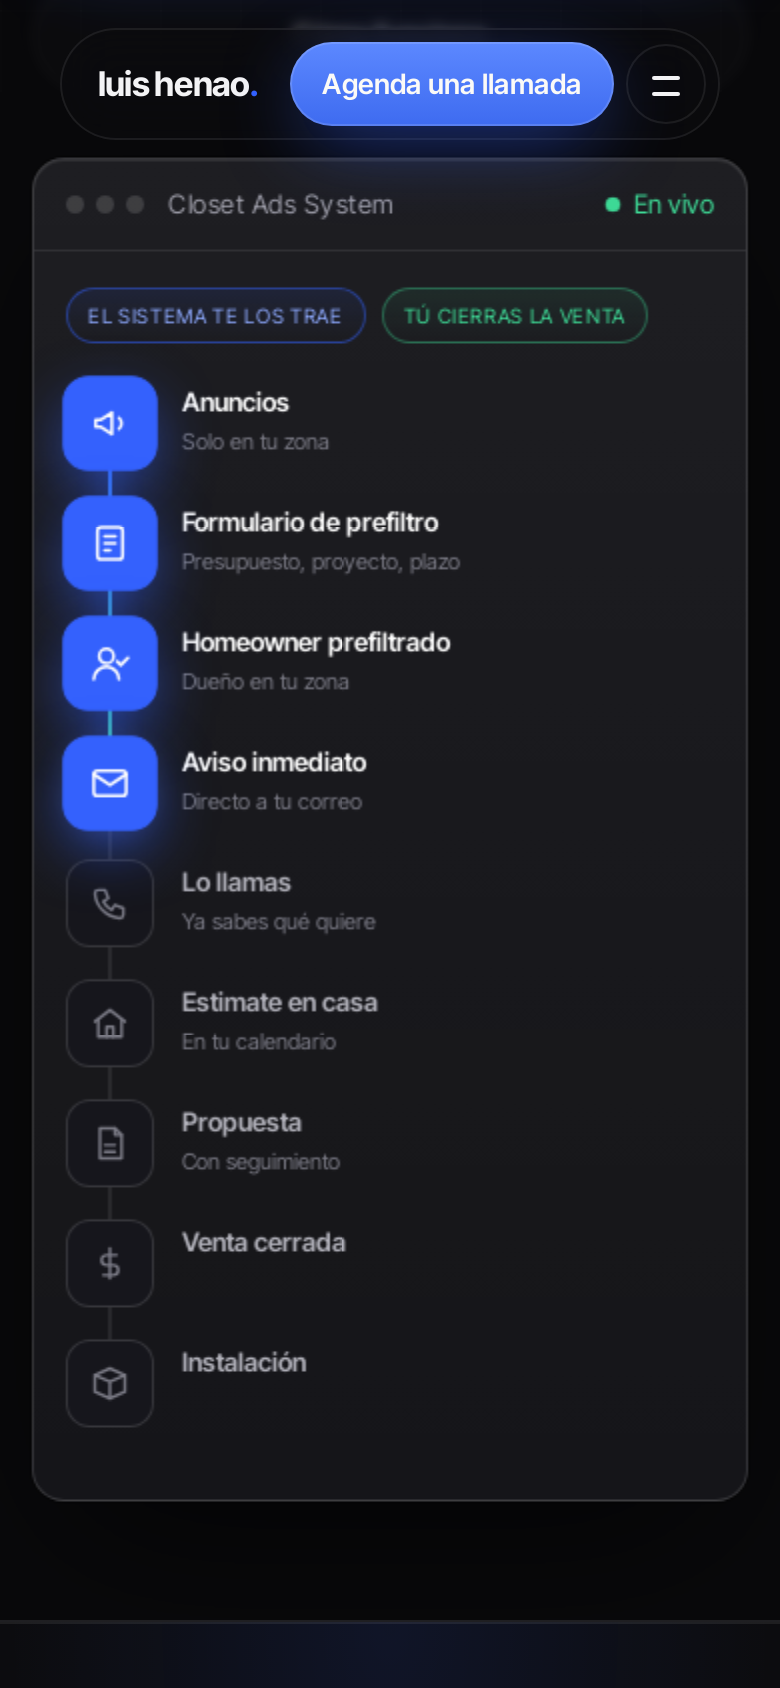 luis henao.
Agenda una llamada
Closet Ads System
En vivo
EL SISTEMA TE LOS TRAE
TÚ CIERRAS LA VENTA
Anuncios
Solo en tu zona
Formulario de prefiltro
Presupuesto, proyecto, plazo
Homeowner prefiltrado
Dueño en tu zona
Aviso inmediato
Directo a tu correo
Lo llamas
Ya sabes qué quiere
Estimate en casa
En tu calendario
Propuesta
Con seguimiento
Venta cerrada
Instalación